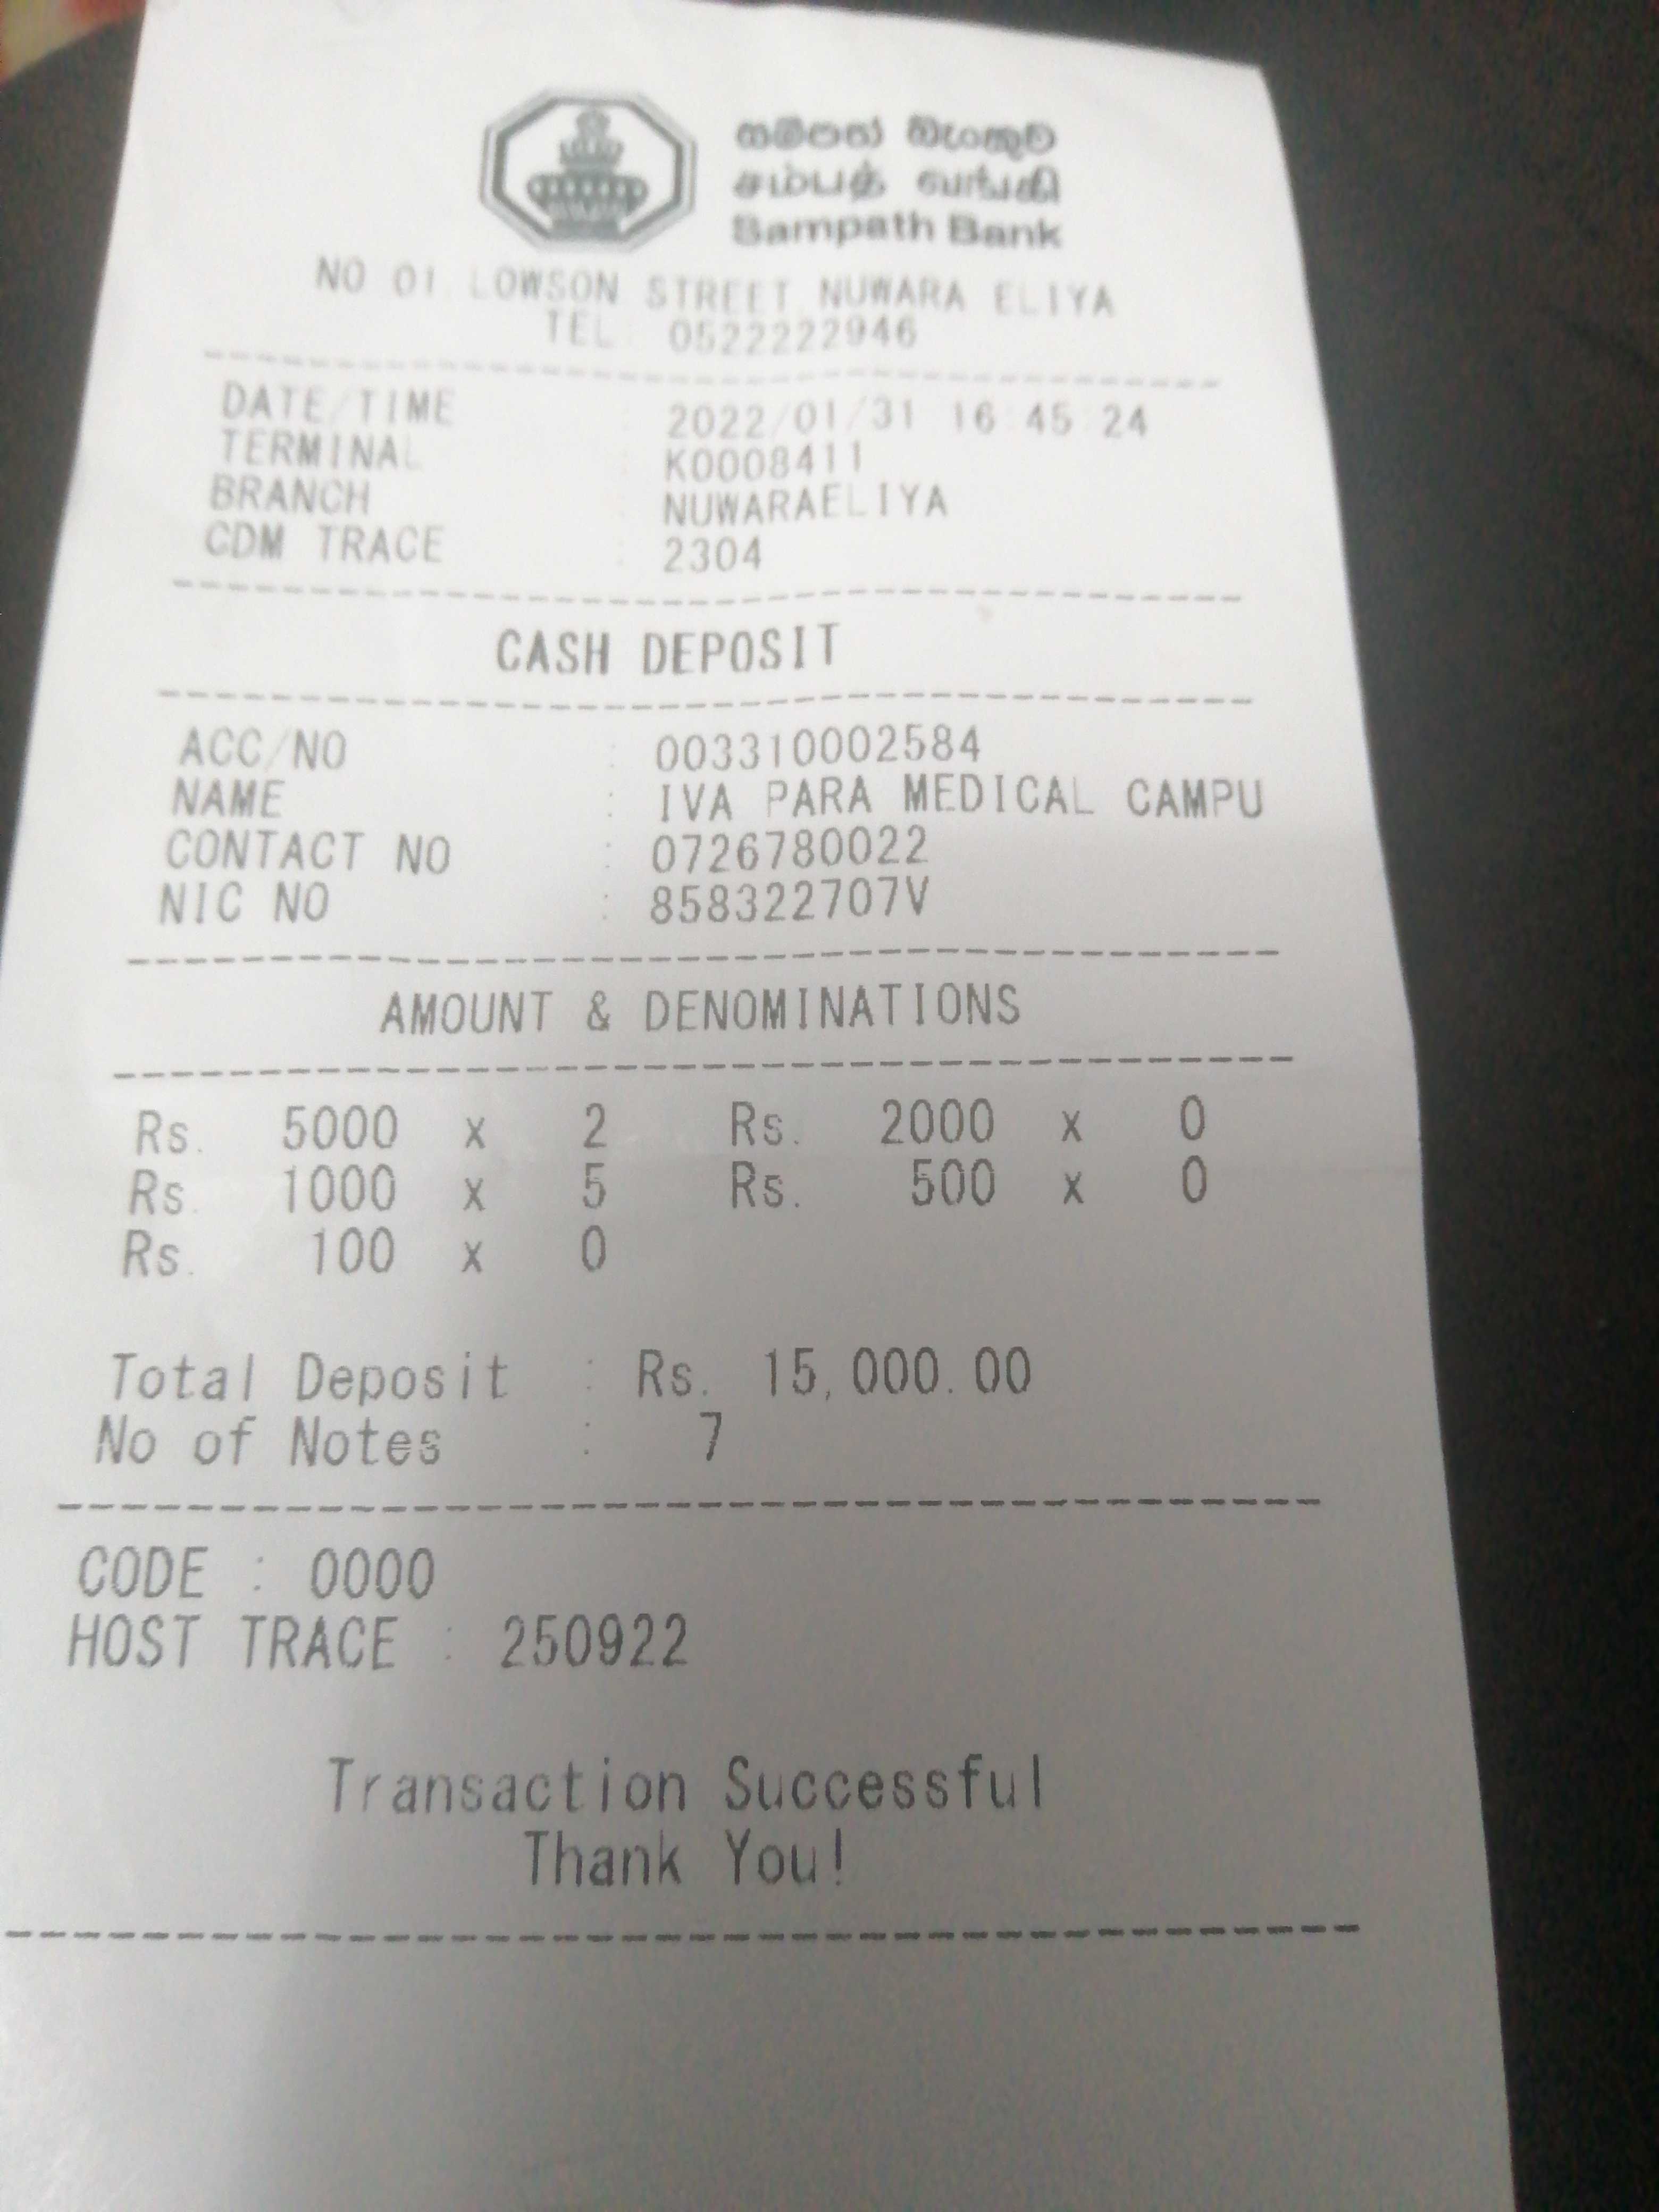 සම්පත් බැංකුව
சம்பத் வங்கி
Sampath Bank
NO 01 LOWSON STREET NUWARA ELIYA
TEL: 0522222946
DATE/TIME : 2022/01/31 16:45:24
TERMINAL : K0008411
BRANCH : NUWARAELIYA
CDM TRACE : 2304
CASH DEPOSIT
ACC/NO : 003310002584
NAME : IVA PARA MEDICAL CAMPU
CONTACT NO : 0726780022
NIC NO : 858322707V
AMOUNT & DENOMINATIONS
Rs. 5000 x 2 Rs. 2000 x 0
Rs. 1000 x 5 Rs. 500 x 0
Rs. 100 x 0
Total Deposit : Rs. 15,000.00
No of Notes : 7
CODE : 0000
HOST TRACE : 250922
Transaction Successful
Thank You!